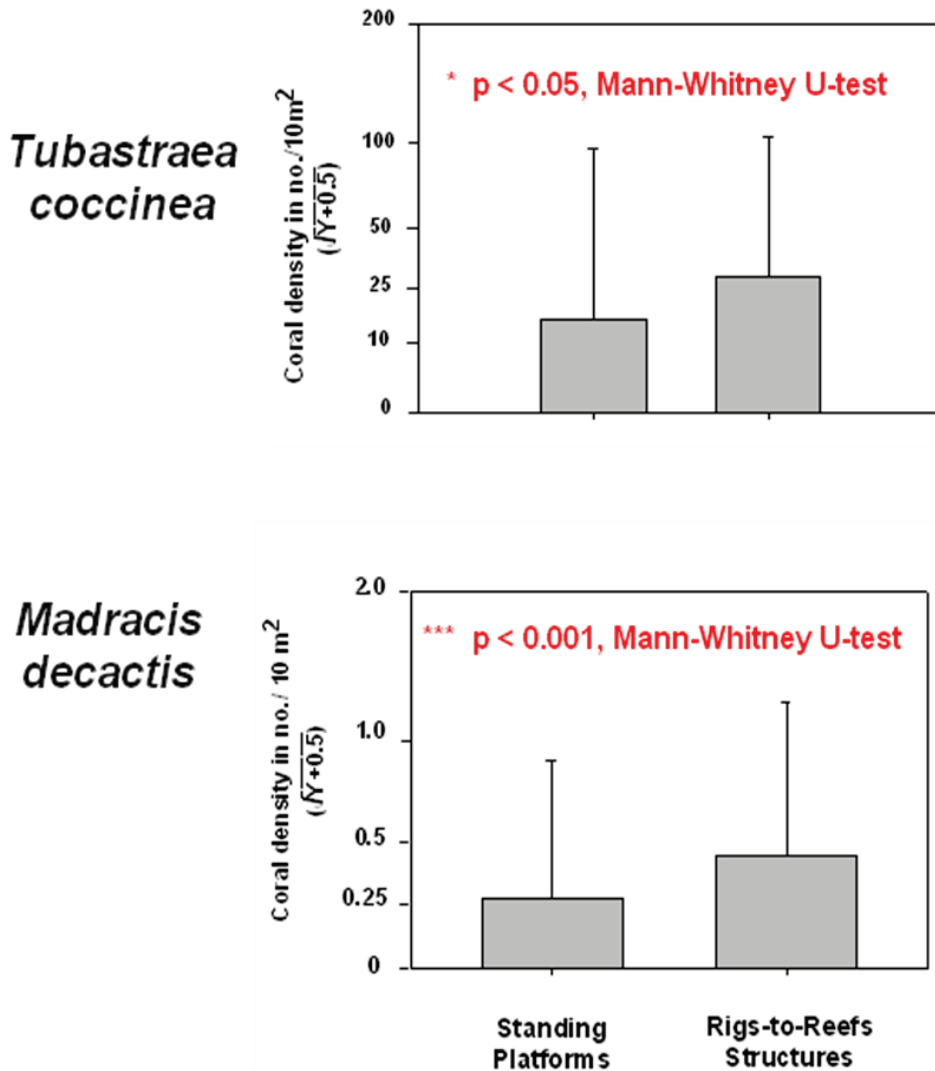 Tubastraea
coccinea
Coral density in no./10m²
(√Y+0.5)
200
100
50
25
10
0
* p < 0.05, Mann-Whitney U-test
Madracis
decactis
Coral density in no./ 10 m²
(√Y+0.5)
2.0
1.0
0.5
0.25
0
*** p < 0.001, Mann-Whitney U-test
Standing
Platforms
Rigs-to-Reefs
Structures